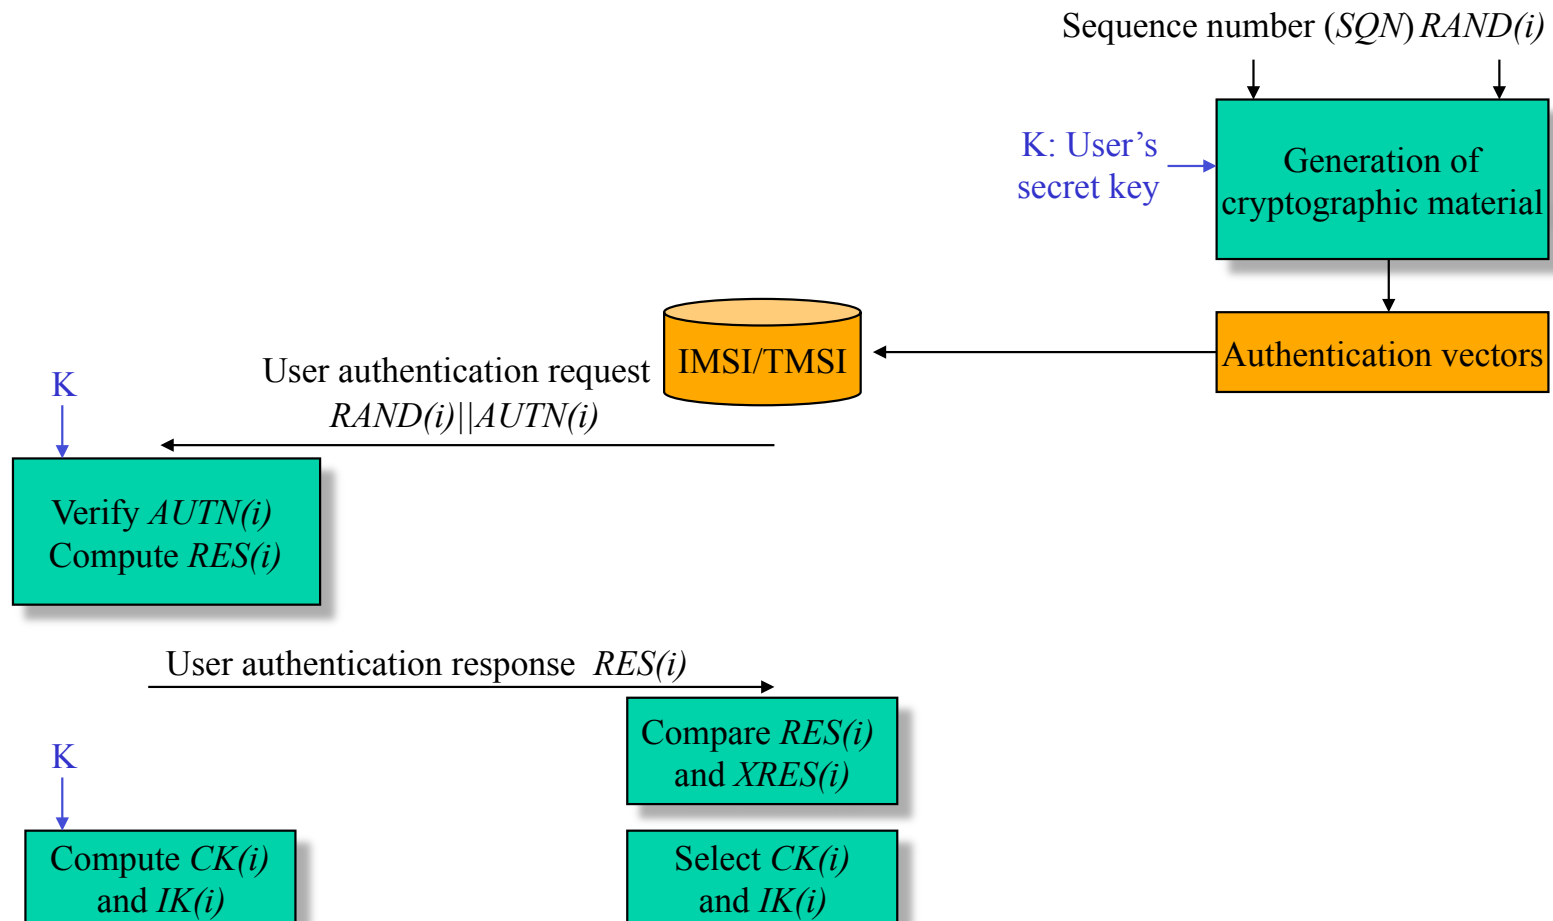 Sequence number (SQN) RAND(i)
K: User’s
secret key
Generation of
cryptographic material
IMSI/TMSI
Authentication vectors
User authentication request
RAND(i)||AUTN(i)
K
Verify AUTN(i)
Compute RES(i)
User authentication response RES(i)
Compare RES(i)
and XRES(i)
K
Compute CK(i)
and IK(i)
Select CK(i)
and IK(i)